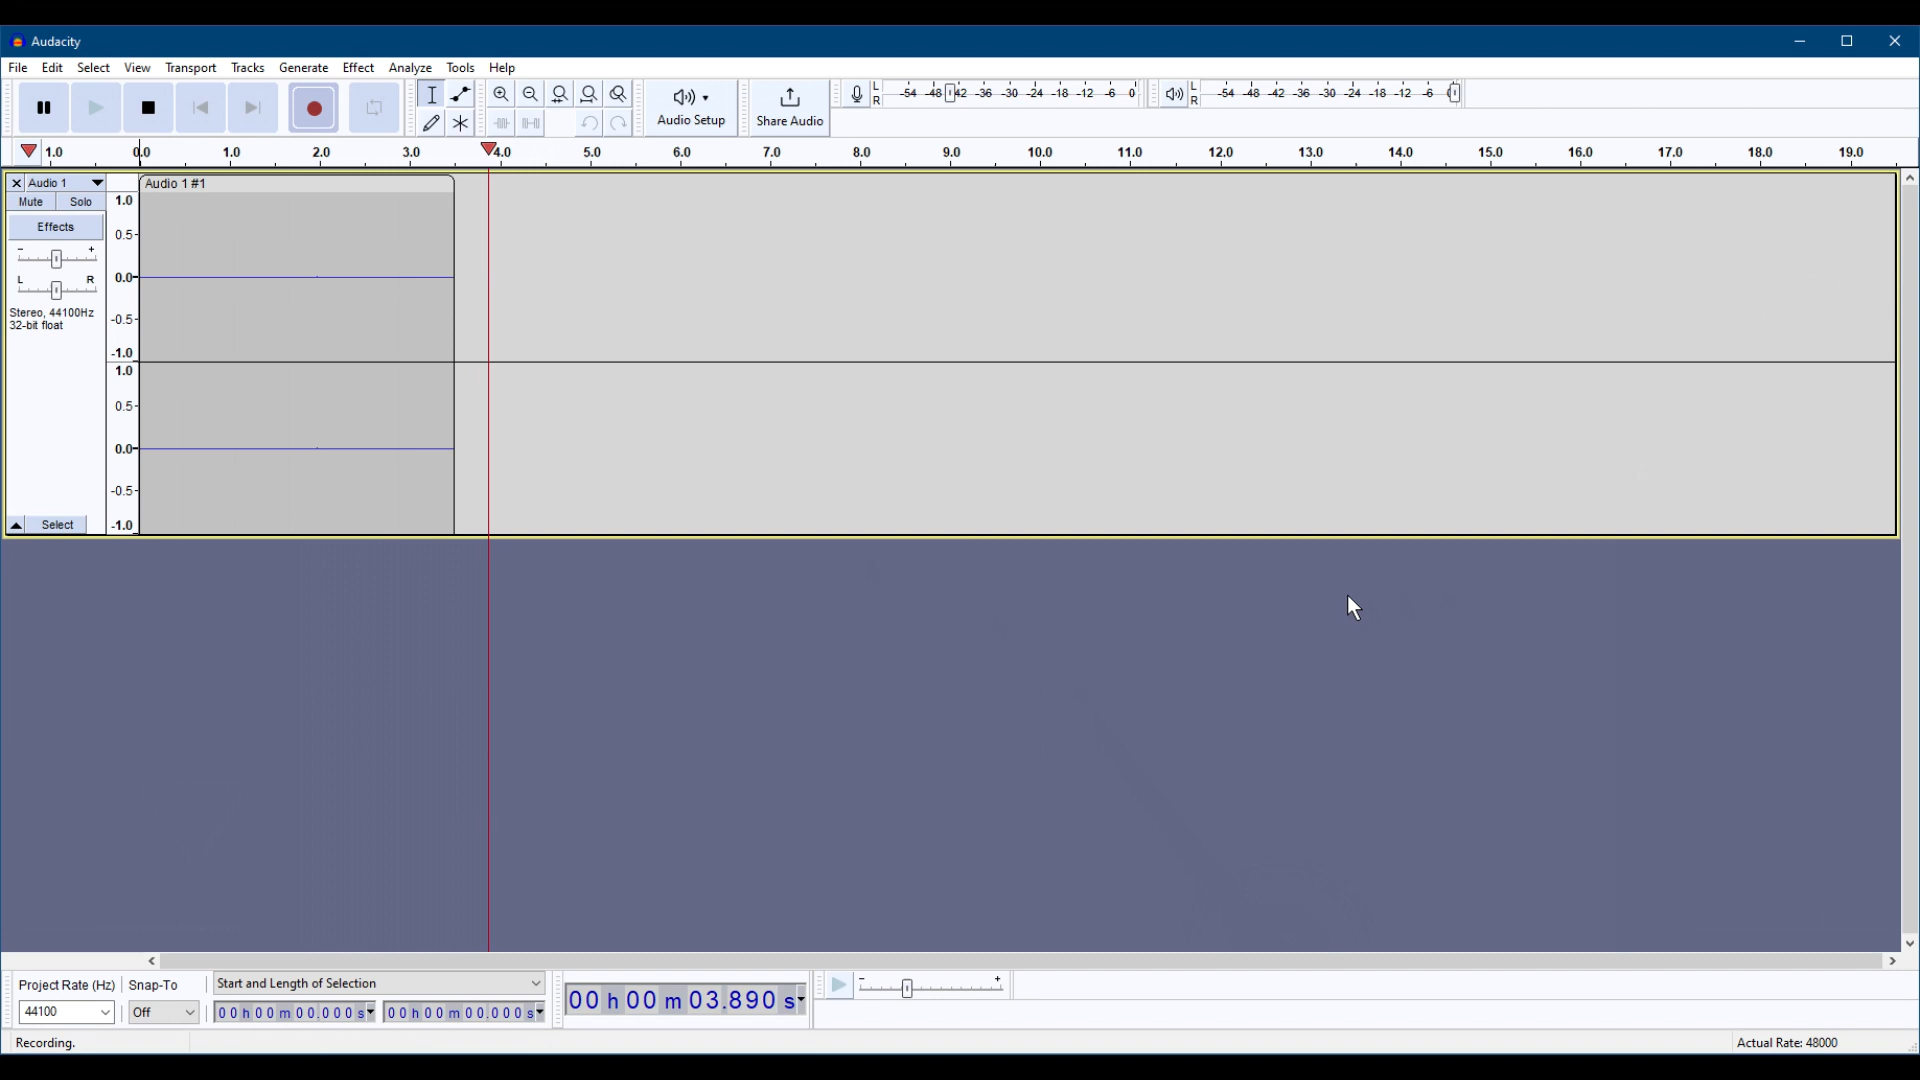 Audacity
File Edit Select View Transport Tracks Generate Effect Analyze Tools Help
L
R
-54 -48 -42 -36 -30 -24 -18 -12 -6 0
L
R
-54 -48 -42 -36 -30 -24 -18 -12 -6 0
Audio Setup
Share Audio
1.0 0.0 1.0 2.0 3.0 4.0 5.0 6.0 7.0 8.0 9.0 10.0 11.0 12.0 13.0 14.0 15.0 16.0 17.0 18.0 19.0
Audio 1
Audio 1 #1
Mute Solo
Effects
- +
L R
Stereo, 44100Hz
32-bit float
Select
1.0
0.5-
0.0-
-0.5-
-1.0
1.0
0.5-
0.0-
-0.5-
-1.0
Project Rate (Hz) Snap-To
Start and Length of Selection
44100 Off
00 h 00 m 00.000 s 00 h 00 m 00.000 s
00 h 00 m 03.890 s
- +
Recording.
Actual Rate: 48000